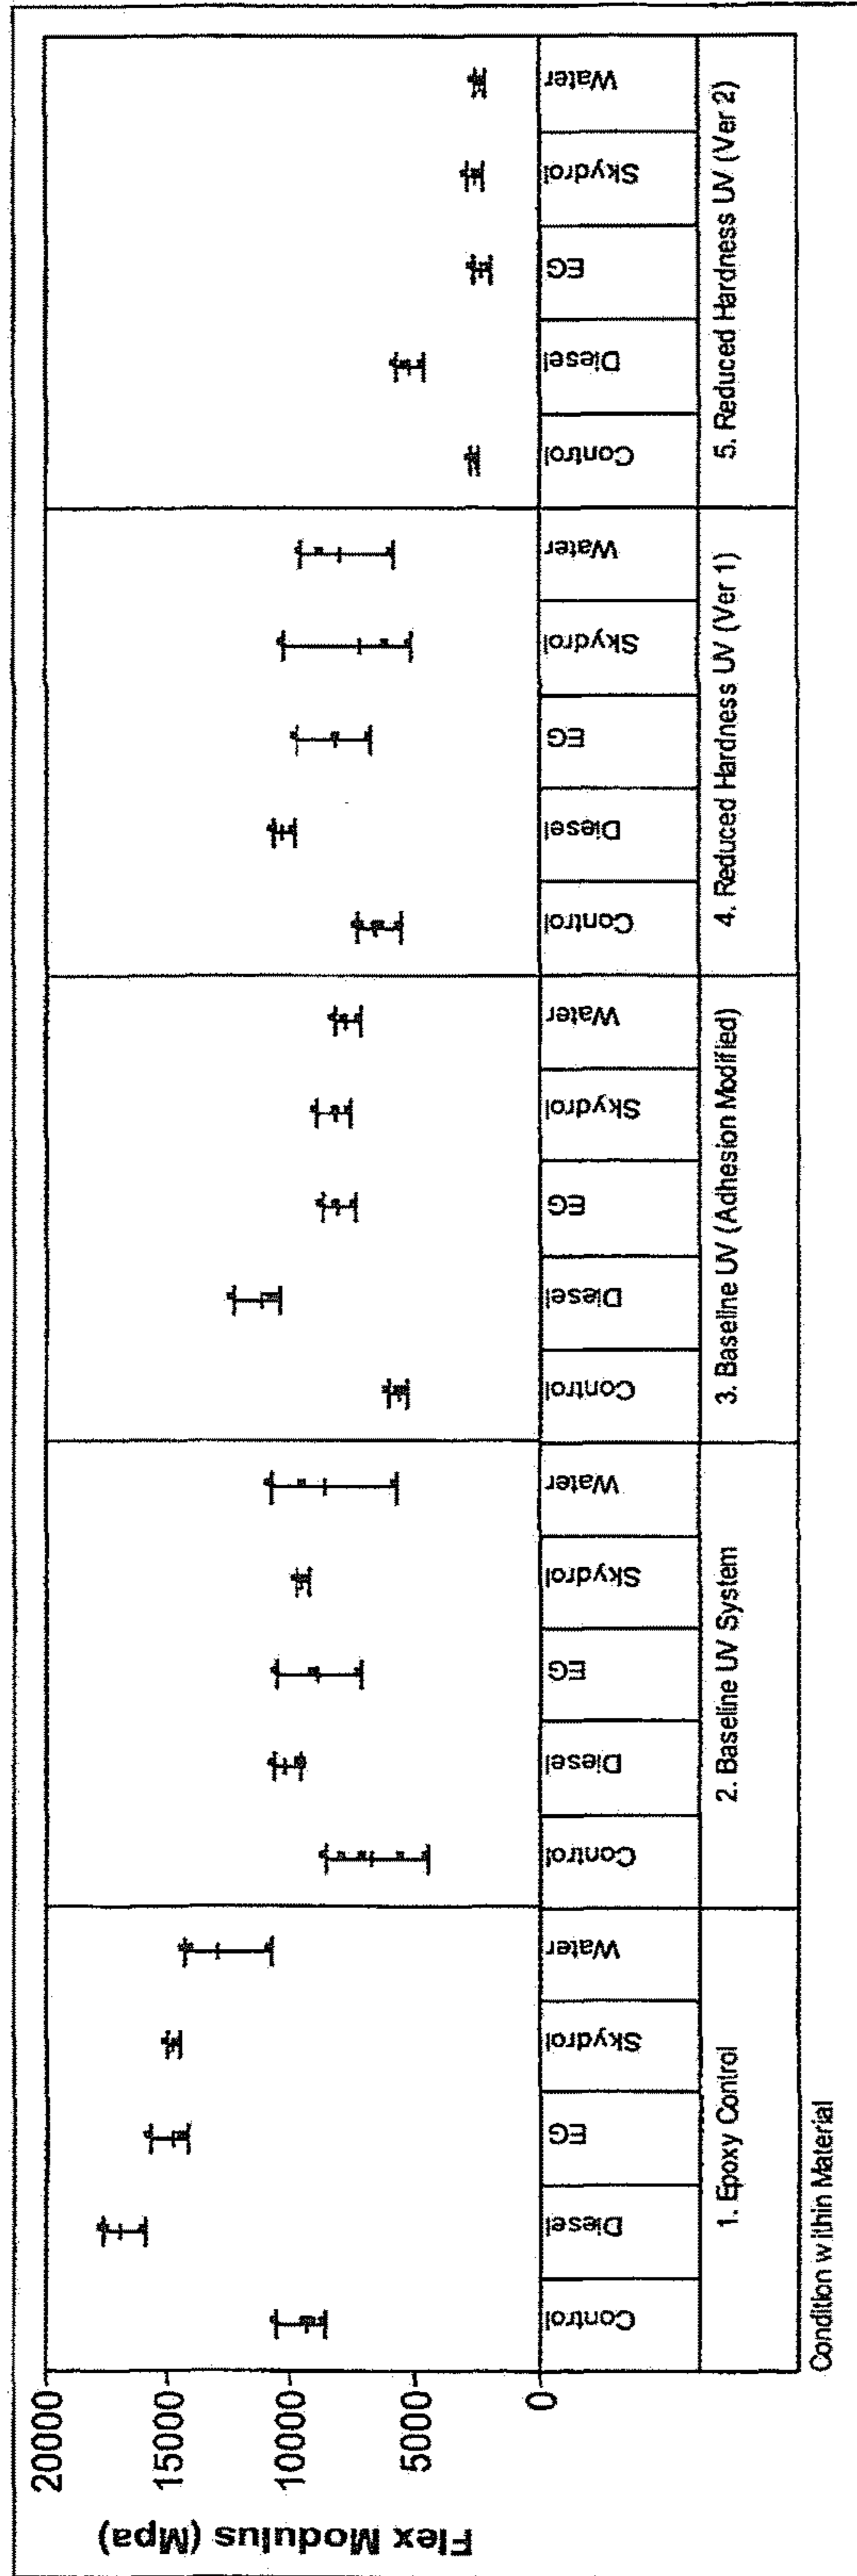 Flex Modulus (Mpa)
20000
15000
10000
5000
0
Control Diesel EG Skydrol Water Control Diesel EG Skydrol Water Control Diesel EG Skydrol Water Control Diesel EG Skydrol Water Control Diesel EG Skydrol Water
1. Epoxy Control 2. Baseline UV System 3. Baseline UV (Adhesion Modified) 4. Reduced Hardness UV (Ver 1) 5. Reduced Hardness UV (Ver 2)
Condition within Material